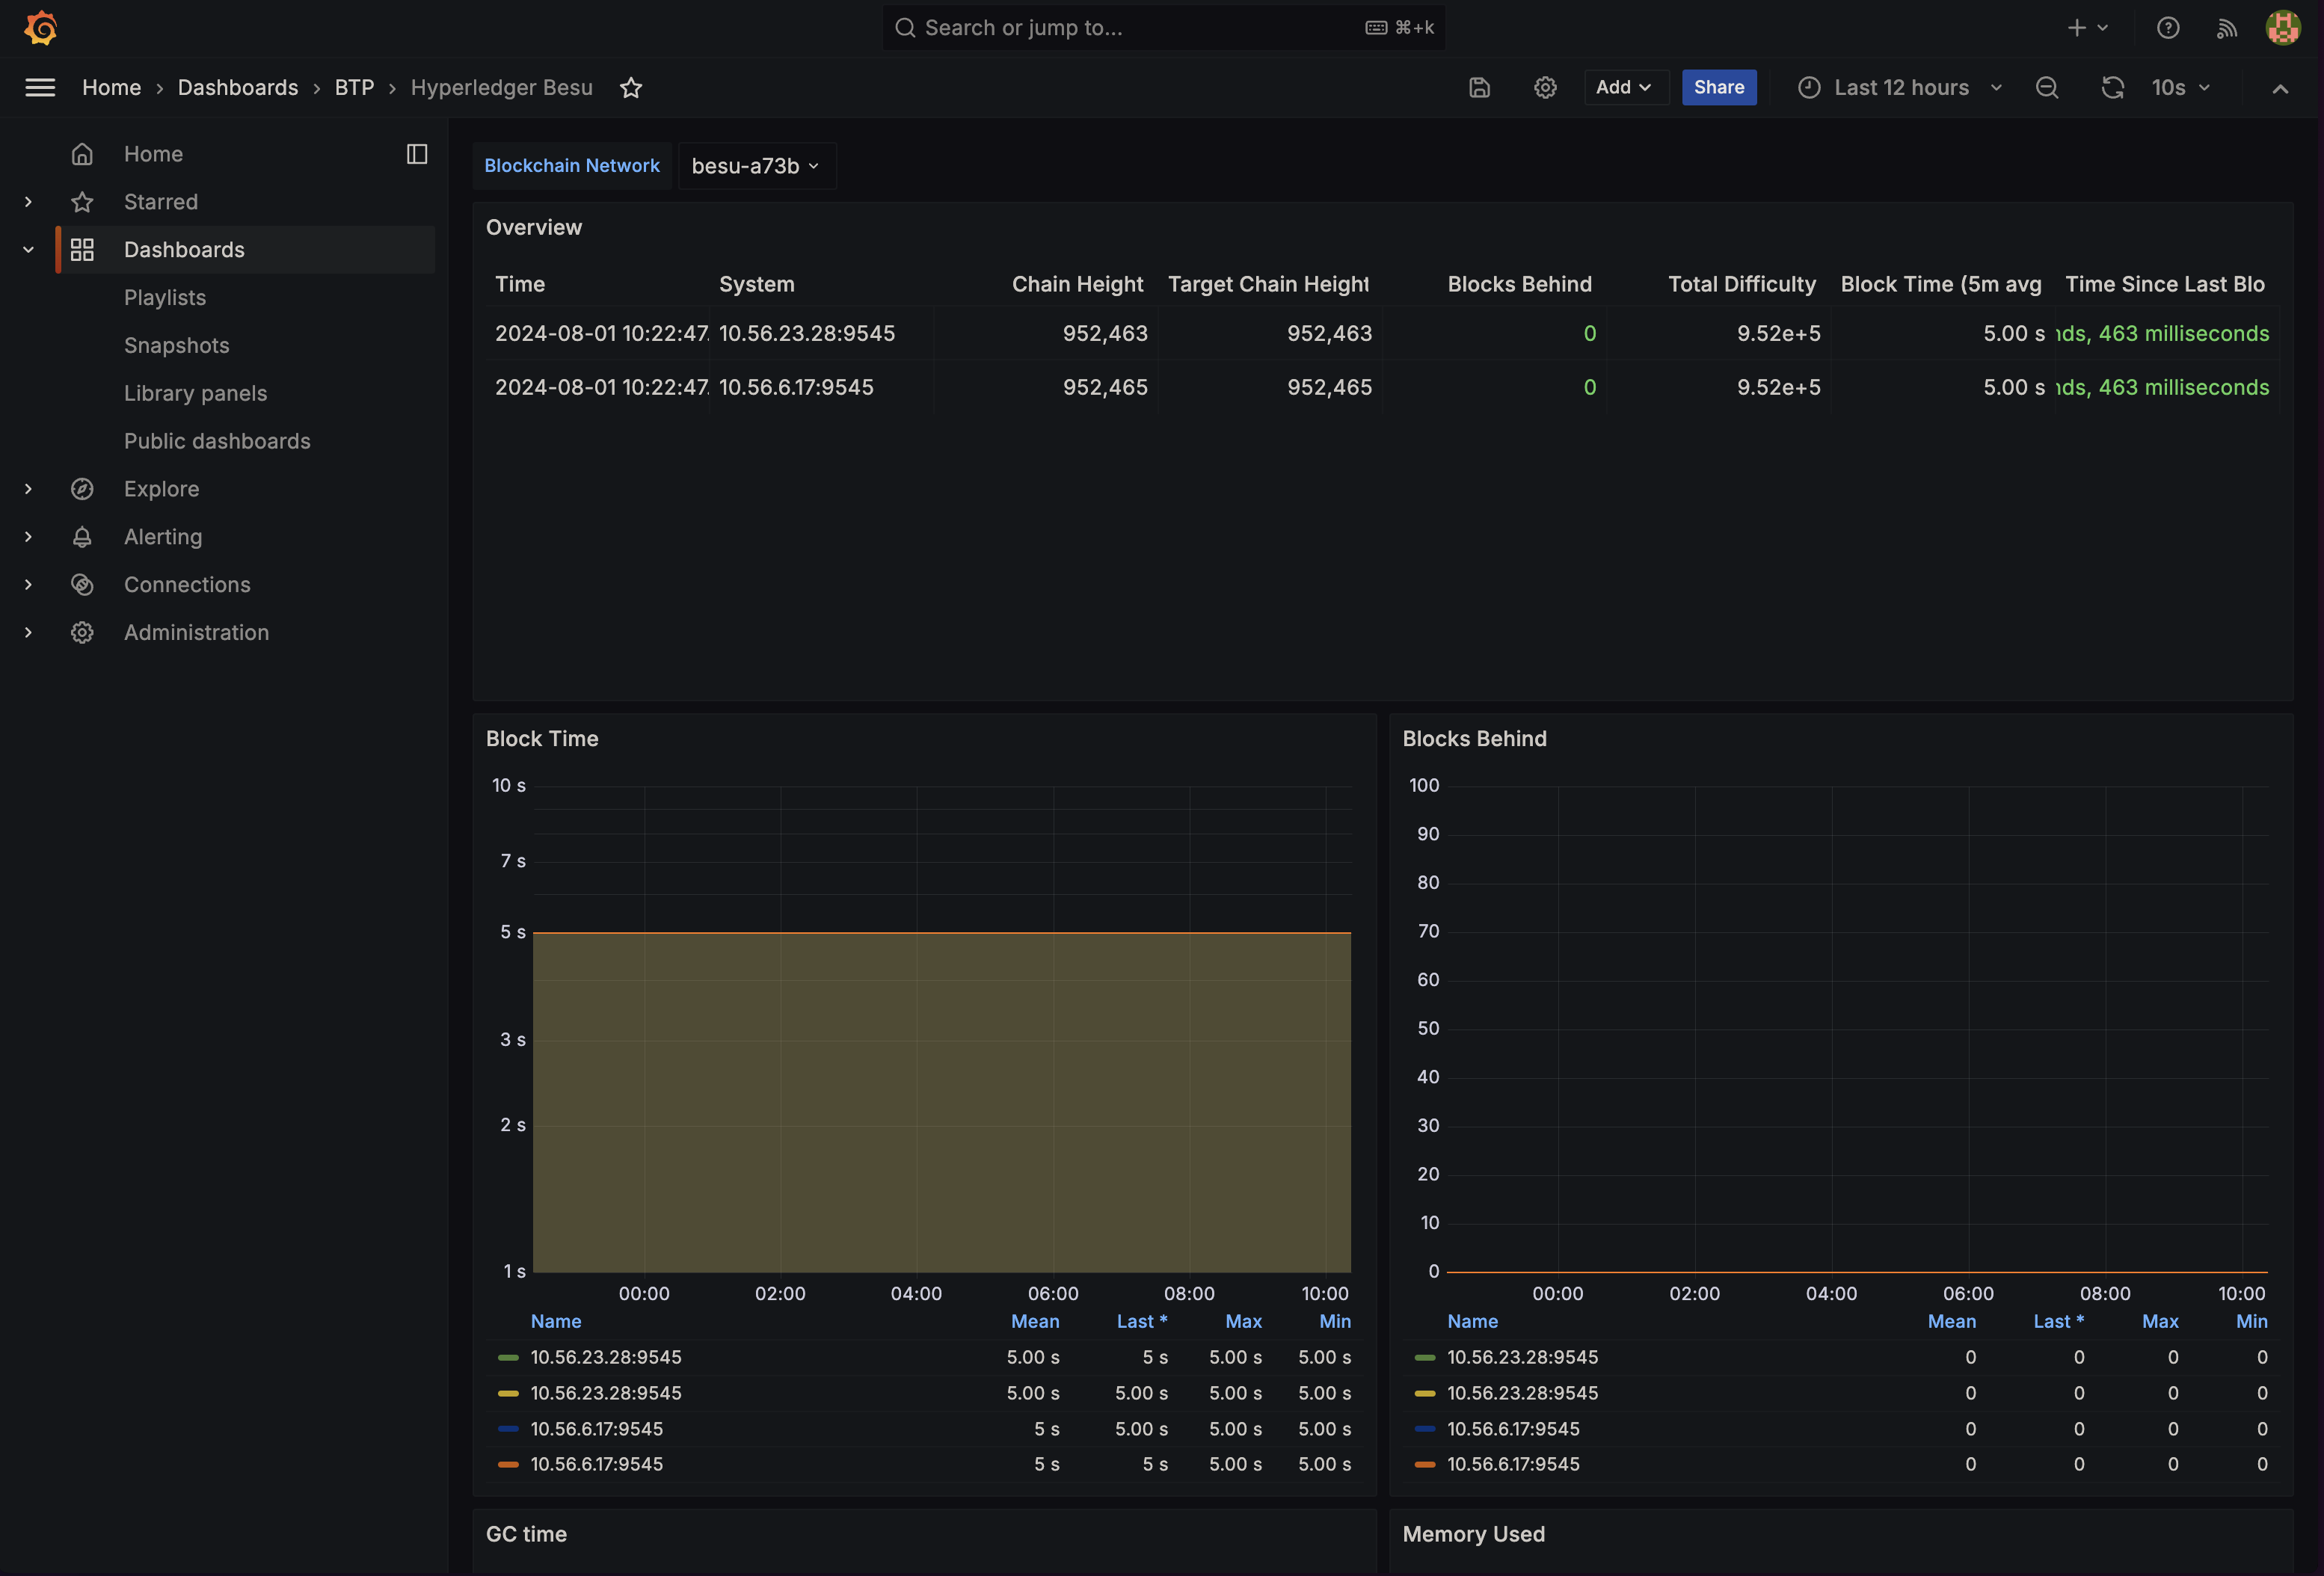 Search or jump to... ⌘+k
Home › Dashboards › BTP › Hyperledger Besu
Add Share Last 12 hours 10s
Home
Starred
Dashboards
Playlists
Snapshots
Library panels
Public dashboards
Explore
Alerting
Connections
Administration
Blockchain Network besu-a73b
Overview
Time System Chain Height Target Chain Height Blocks Behind Total Difficulty Block Time (5m avg Time Since Last Blo
2024-08-01 10:22:47. 10.56.23.28:9545 952,463 952,463 0 9.52e+5 5.00 s nds, 463 milliseconds
2024-08-01 10:22:47. 10.56.6.17:9545 952,465 952,465 0 9.52e+5 5.00 s nds, 463 milliseconds
Block Time
10 s
7 s
5 s
3 s
2 s
1 s
00:00 02:00 04:00 06:00 08:00 10:00
Name Mean Last * Max Min
10.56.23.28:9545 5.00 s 5 s 5.00 s 5.00 s
10.56.23.28:9545 5.00 s 5.00 s 5.00 s 5.00 s
10.56.6.17:9545 5 s 5.00 s 5.00 s 5.00 s
10.56.6.17:9545 5 s 5 s 5.00 s 5.00 s
Blocks Behind
100
90
80
70
60
50
40
30
20
10
0
00:00 02:00 04:00 06:00 08:00 10:00
Name Mean Last * Max Min
10.56.23.28:9545 0 0 0 0
10.56.23.28:9545 0 0 0 0
10.56.6.17:9545 0 0 0 0
10.56.6.17:9545 0 0 0 0
GC time
Memory Used